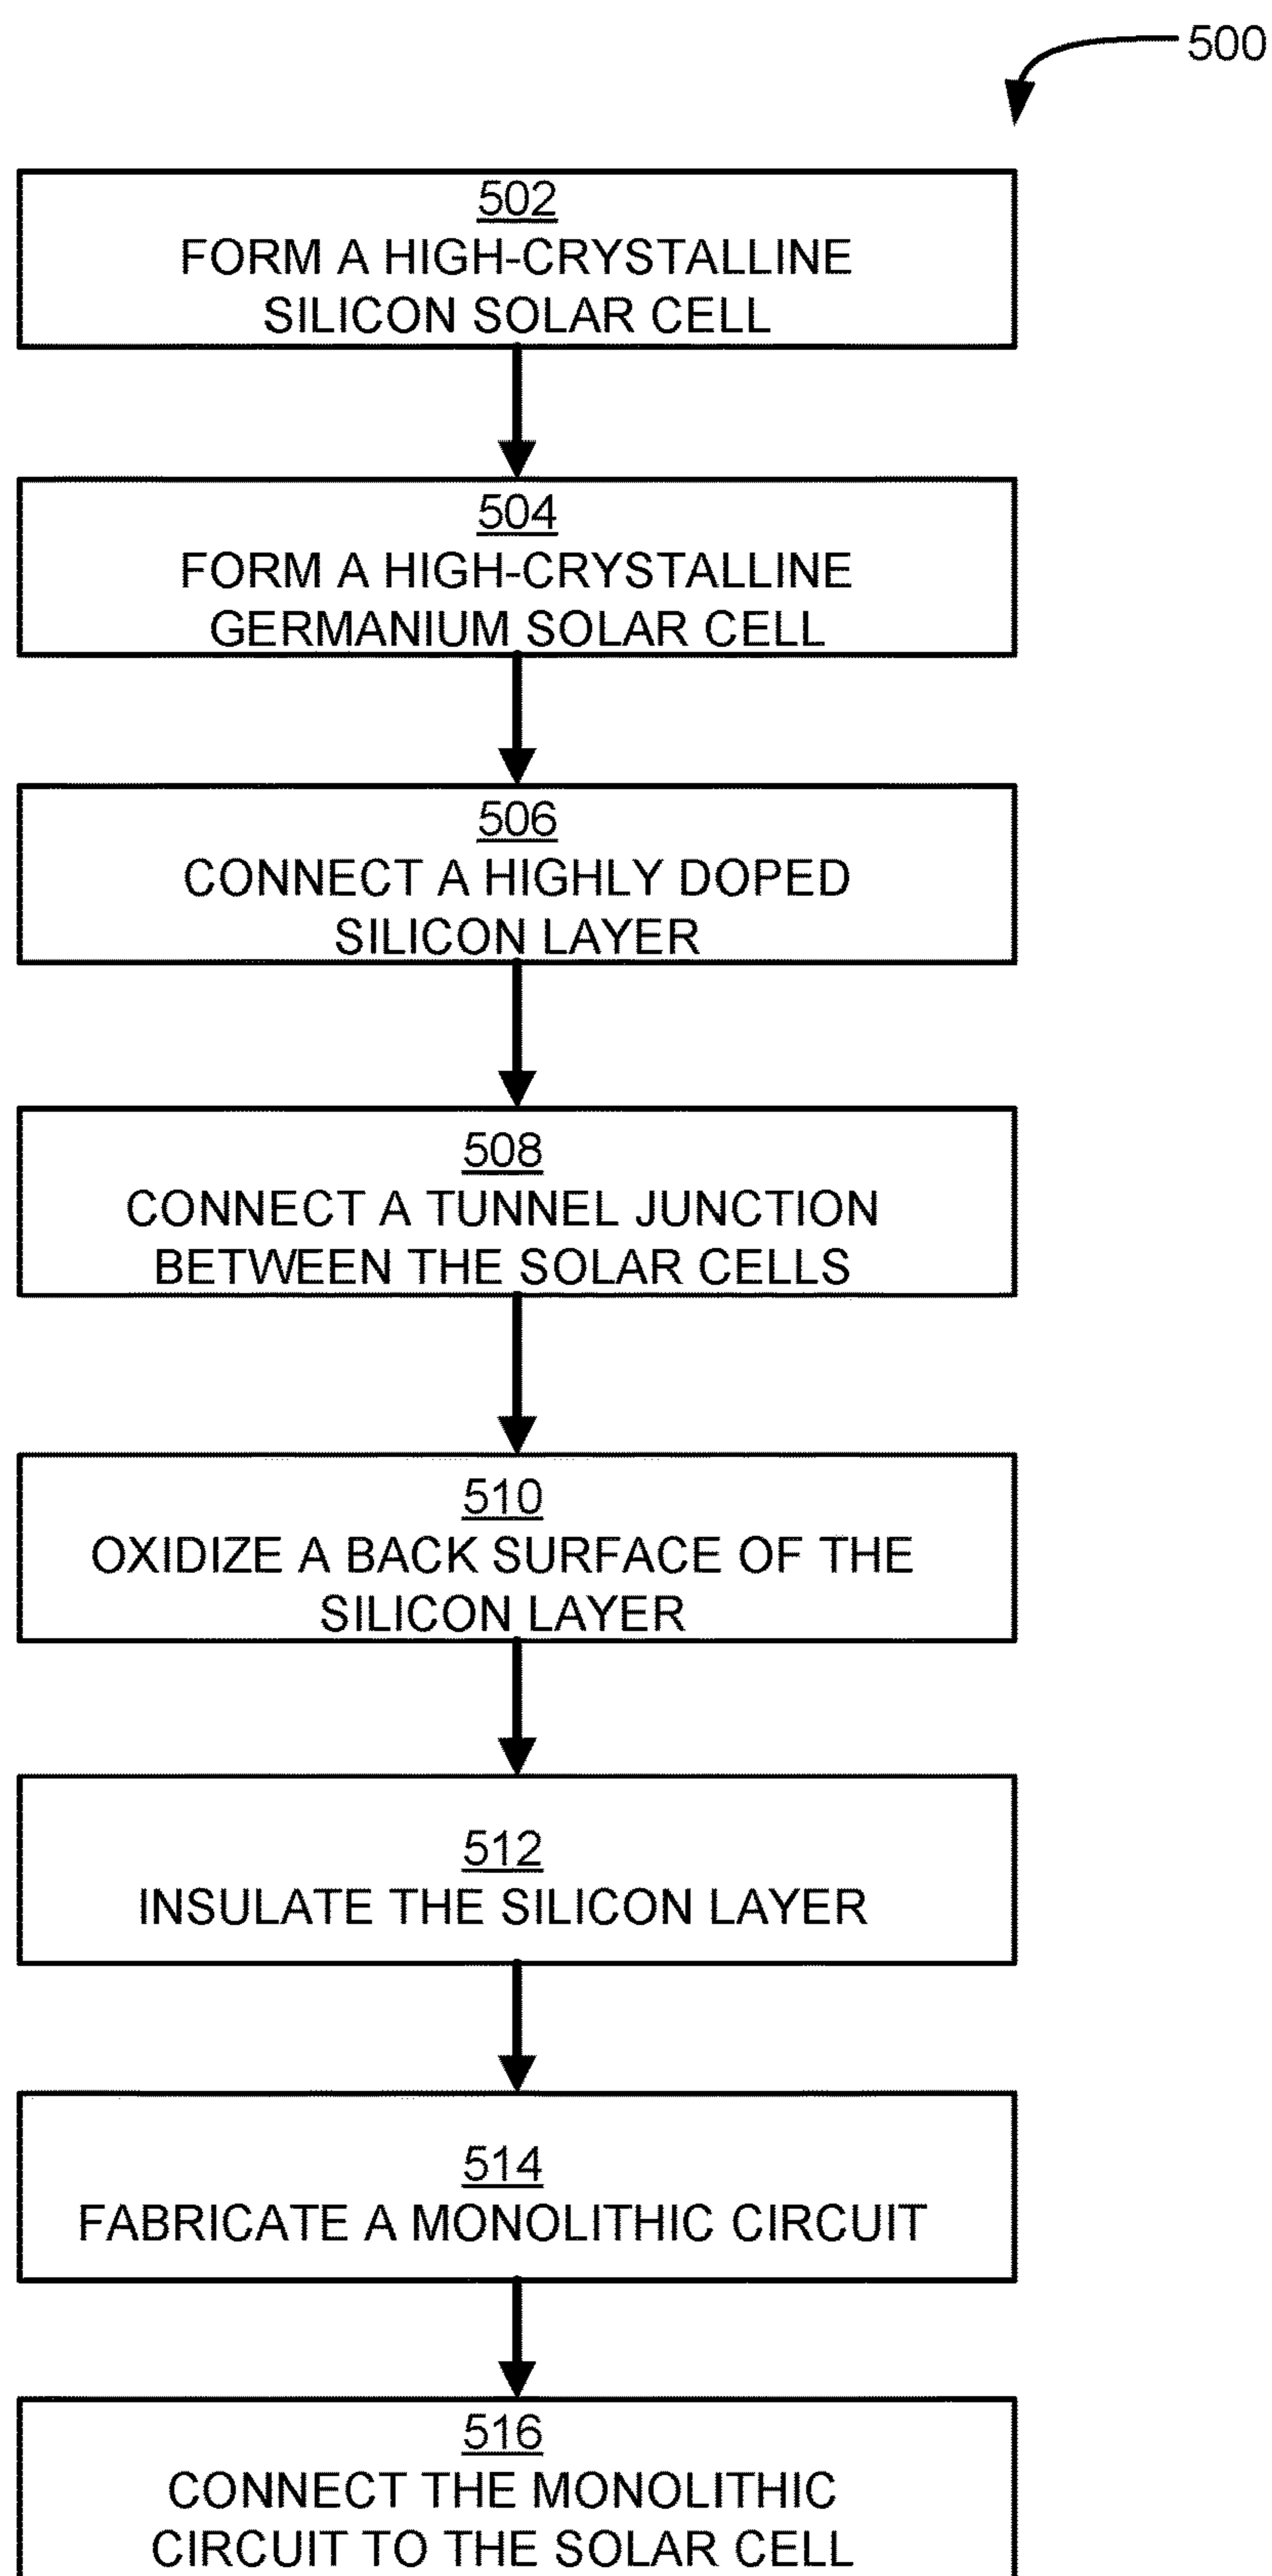 500
502
FORM A HIGH-CRYSTALLINE
SILICON SOLAR CELL
504
FORM A HIGH-CRYSTALLINE
GERMANIUM SOLAR CELL
506
CONNECT A HIGHLY DOPED
SILICON LAYER
508
CONNECT A TUNNEL JUNCTION
BETWEEN THE SOLAR CELLS
510
OXIDIZE A BACK SURFACE OF THE
SILICON LAYER
512
INSULATE THE SILICON LAYER
514
FABRICATE A MONOLITHIC CIRCUIT
516
CONNECT THE MONOLITHIC
CIRCUIT TO THE SOLAR CELL